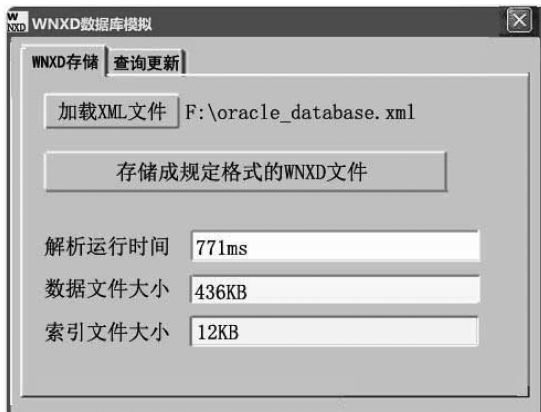 W
NXD WNXD数据库模拟
WNXD存储 查询更新
加载XML文件 F:\oracle_database.xml
存储成规定格式的WNXD文件
解析运行时间 771ms
数据文件大小 436KB
索引文件大小 12KB